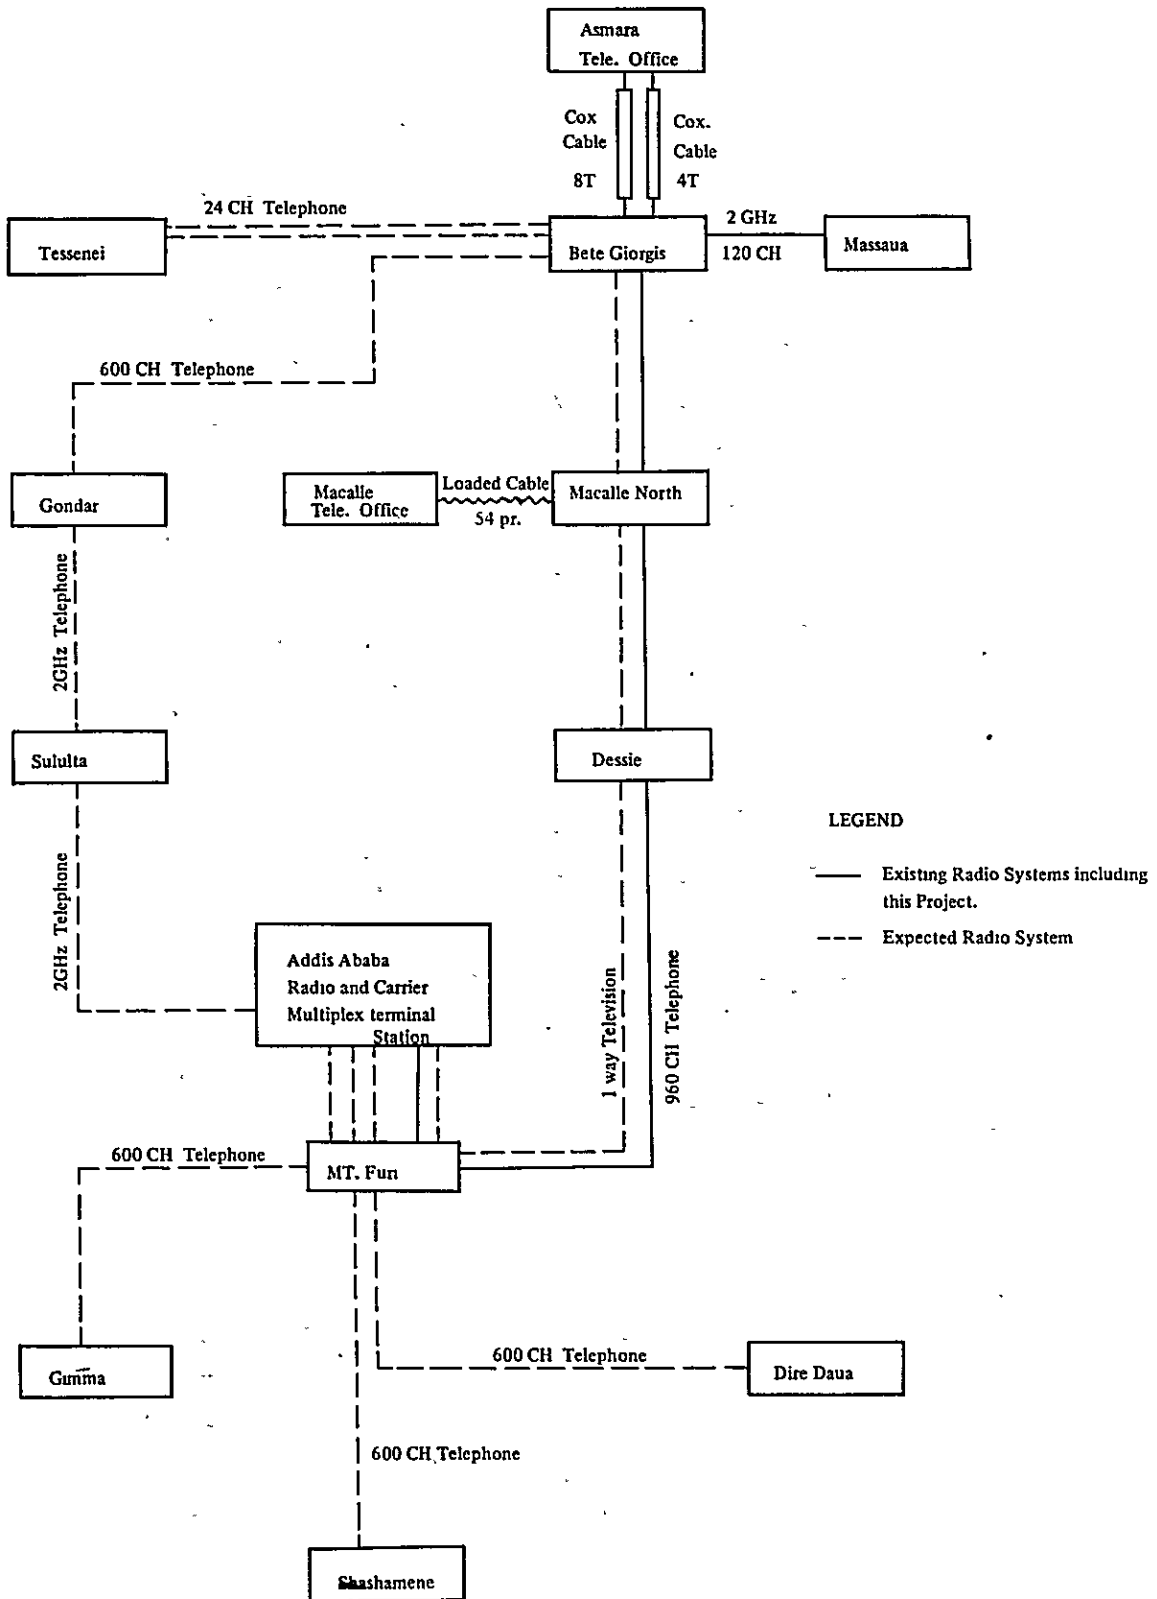 Asmara
Tele. Office
Cox
Cable
8T
Cox.
Cable
4T
24 CH Telephone
Tessenei
Bete Giorgis
2 GHz
120 CH
Massaua
600 CH Telephone
Gondar
Macalle
Tele. Office
Loaded Cable
54 pr.
Macalle North
2GHz Telephone
Sululta
Dessie
LEGEND
Existing Radio Systems including
this Project.
Expected Radio System
2GHz Telephone
Addis Ababa
Radio and Carrier
Multiplex terminal
Station
1 way Television
960 CH Telephone
600 CH Telephone
MT. Furi
Gimma
600 CH Telephone
Dire Daua
600 CH Telephone
Shashamene